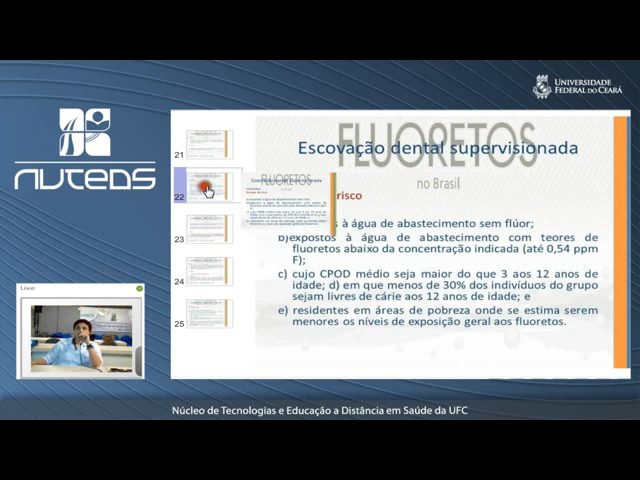 UNIVERSIDADE
FEDERAL DO CEARÁ
NUTEDS
FLUORETOS
Escovação dental supervisionada
no Brasil
risco
à água de abastecimento sem flúor;
b) expostos à água de abastecimento com teores de
fluoretos abaixo da concentração indicada (até 0,54 ppm
F);
c) cujo CPOD médio seja maior do que 3 aos 12 anos de
idade; d) em que menos de 30% dos indivíduos do grupo
sejam livres de cárie aos 12 anos de idade; e
e) residentes em áreas de pobreza onde se estima serem
menores os níveis de exposição geral aos fluoretos.
21
22
23
24
25
Live
Núcleo de Tecnologias e Educação a Distância em Saúde da UFC